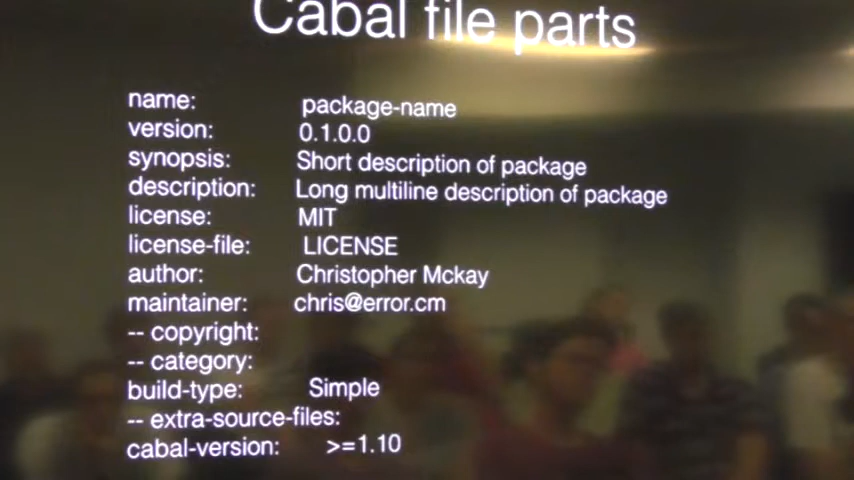 Cabal file parts
name: package-name
version: 0.1.0.0
synopsis: Short description of package
description: Long multiline description of package
license: MIT
license-file: LICENSE
author: Christopher Mckay
maintainer: chris@error.cm
-- copyright:
-- category:
build-type: Simple
-- extra-source-files:
cabal-version: >=1.10